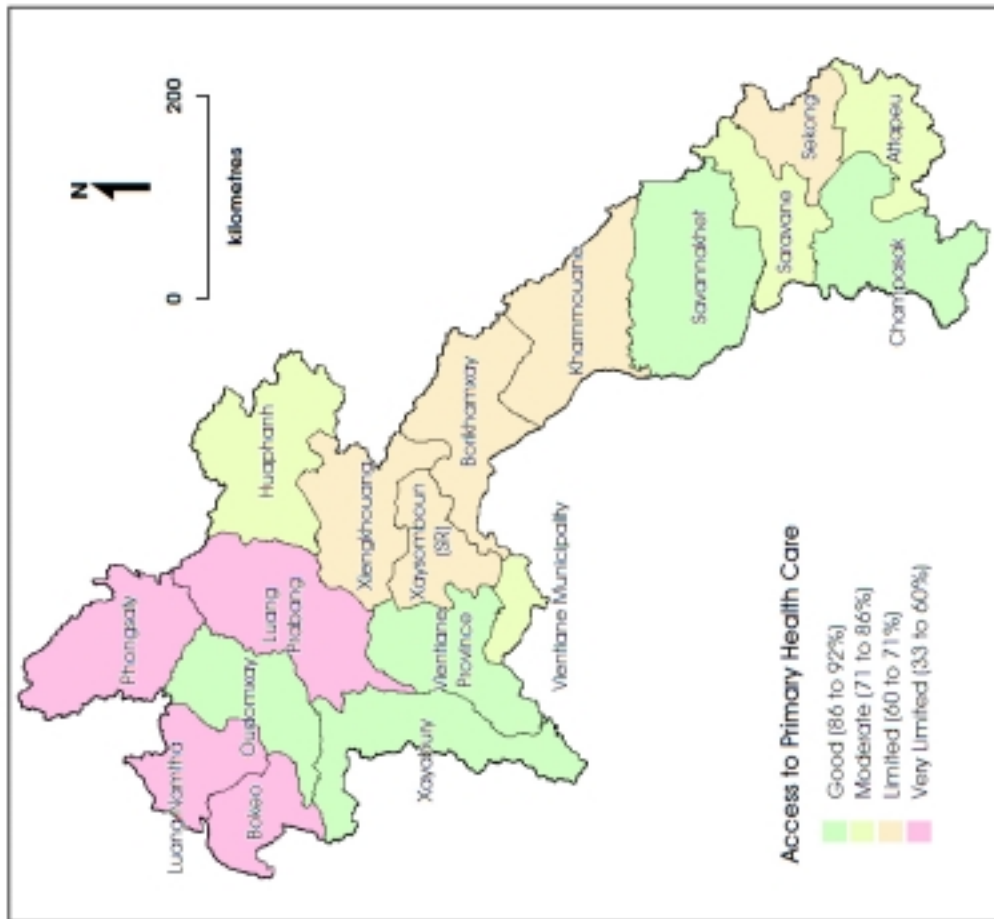 N
0 200
kilometres
Phongsaly
Luang Namtha
Bokeo
Oudomxay
Luang
Prabang
Huaphanh
Xayabury
Vientiane
Province
Xiengkhouang
Xaysomboun
(SR)
Vientiane Municipality
Borikhamxay
Khammouane
Savannakhet
Saravane
Sekong
Champasak
Attapeu
Access to Primary Health Care
Good (86 to 92%)
Moderate (71 to 86%)
Limited (60 to 71%)
Very Limited (33 to 60%)